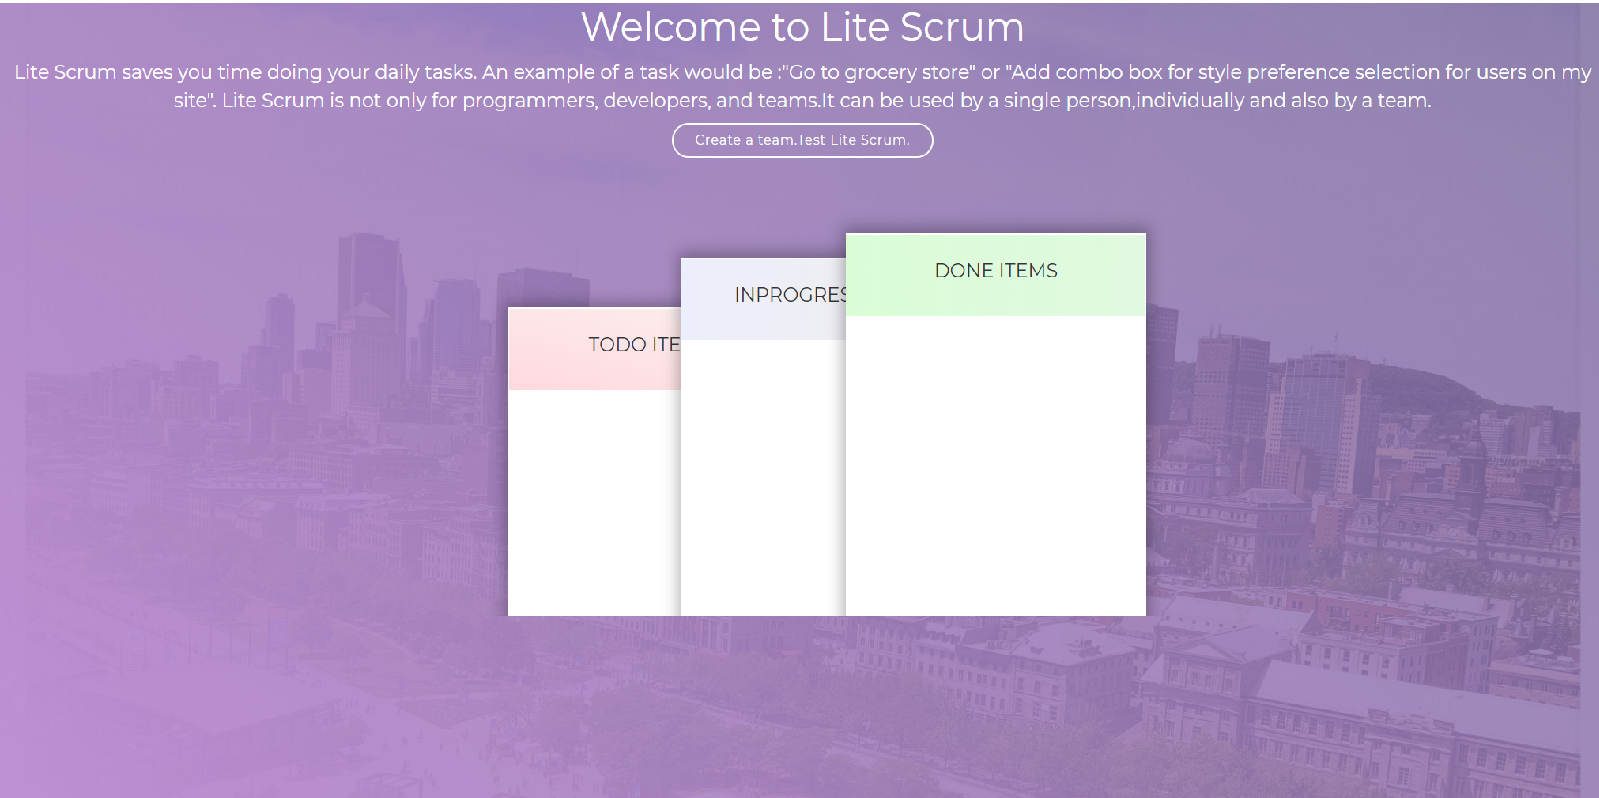 Welcome to Lite Scrum
Lite Scrum saves you time doing your daily tasks. An example of a task would be :"Go to grocery store" or "Add combo box for style preference selection for users on my
site". Lite Scrum is not only for programmers, developers, and teams.It can be used by a single person,individually and also by a team.
Create a team.Test Lite Scrum.
DONE ITEMS
INPROGRES
TODO ITE